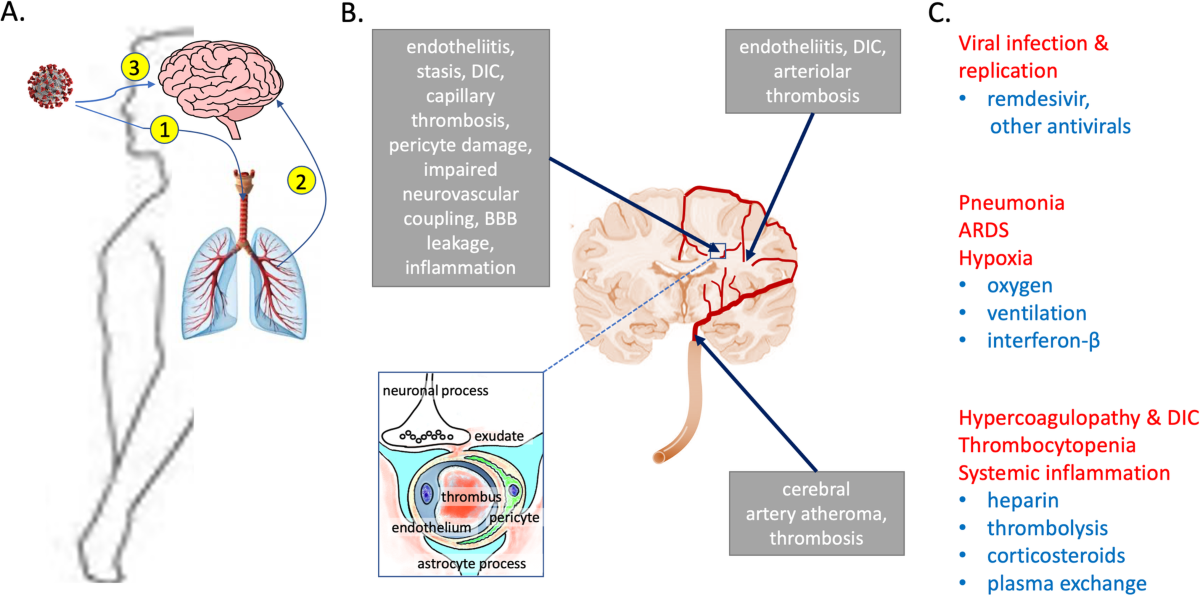 A.
3
1
2
B.
endotheliitis,
stasis, DIC,
capillary
thrombosis,
pericyte damage,
impaired
neurovascular
coupling, BBB
leakage,
inflammation
endotheliitis, DIC,
arteriolar
thrombosis
neuronal process
exudate
thrombus
pericyte
endothelium
astrocyte process
cerebral
artery atheroma,
thrombosis
C.
Viral infection &
replication
• remdesivir,
other antivirals
Pneumonia
ARDS
Hypoxia
• oxygen
• ventilation
• interferon-β
Hypercoagulopathy & DIC
Thrombocytopenia
Systemic inflammation
• heparin
• thrombolysis
• corticosteroids
• plasma exchange